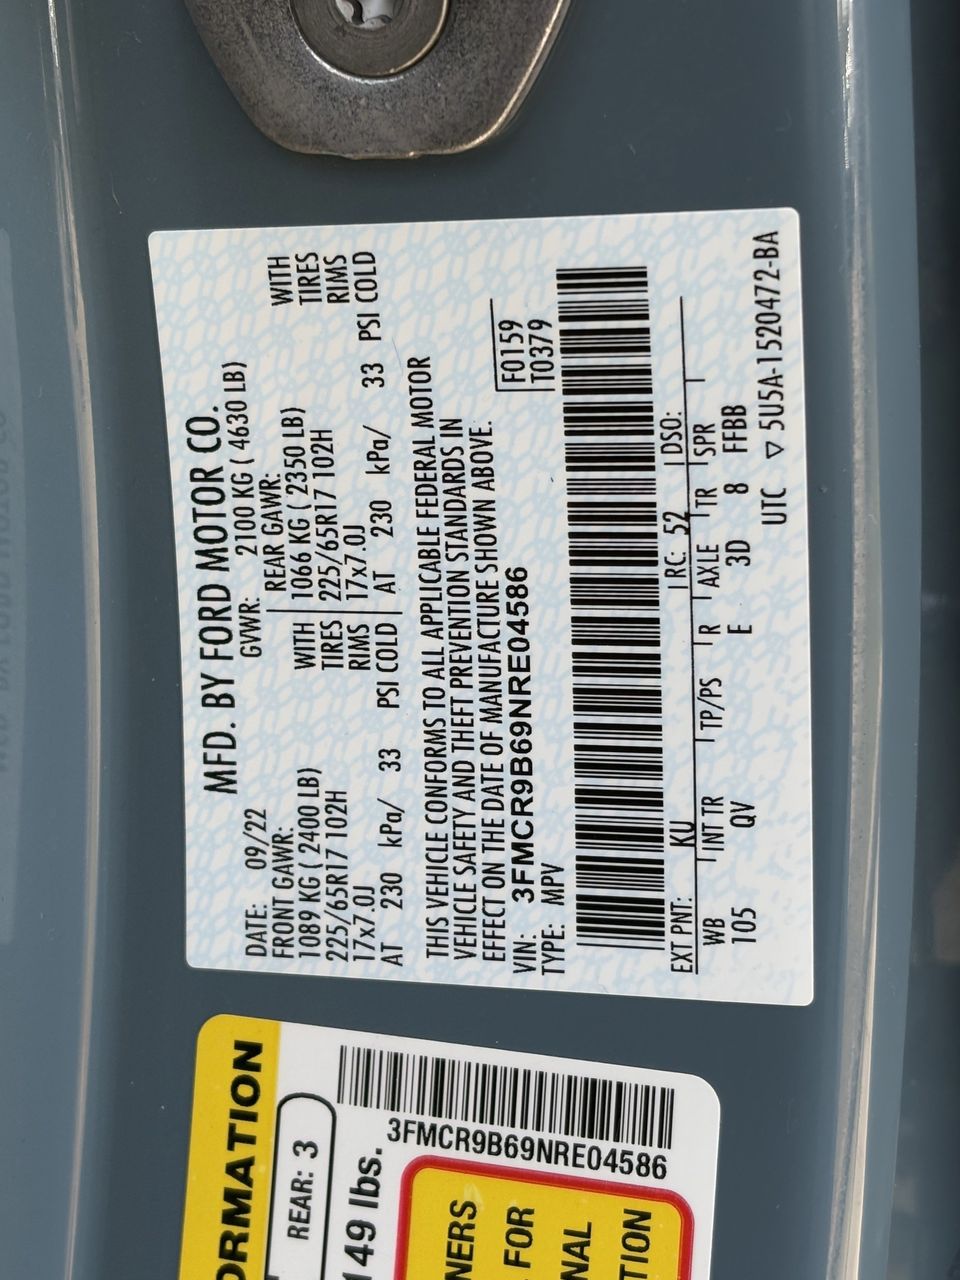 MFD. BY FORD MOTOR CO.
DATE: 09/22 GVWR: 2100 KG ( 4630 LB)
FRONT GAWR: REAR GAWR:
1089 KG ( 2400 LB) WITH 1066 KG ( 2350 LB) WITH
225/65R17 102H TIRES 225/65R17 102H TIRES
17x7.0J RIMS 17x7.0J RIMS
AT 230 kPa/ 33 PSI COLD AT 230 kPa/ 33 PSI COLD
THIS VEHICLE CONFORMS TO ALL APPLICABLE FEDERAL MOTOR
VEHICLE SAFETY AND THEFT PREVENTION STANDARDS IN
EFFECT ON THE DATE OF MANUFACTURE SHOWN ABOVE.
VIN: 3FMCR9B69NRE04586 F0159
TYPE: MPV T0379
EXT PNT: KU RC: 52 DSO:
WB INT TR TP/PS R AXLE TR SPR
105 QV E 3D 8 FFBB
UTC ▽ 5U5A-1520472-BA
ORMATION
REAR: 3
149 lbs.
3FMCR9B69NRE04586
NERS
FOR
NAL
TION